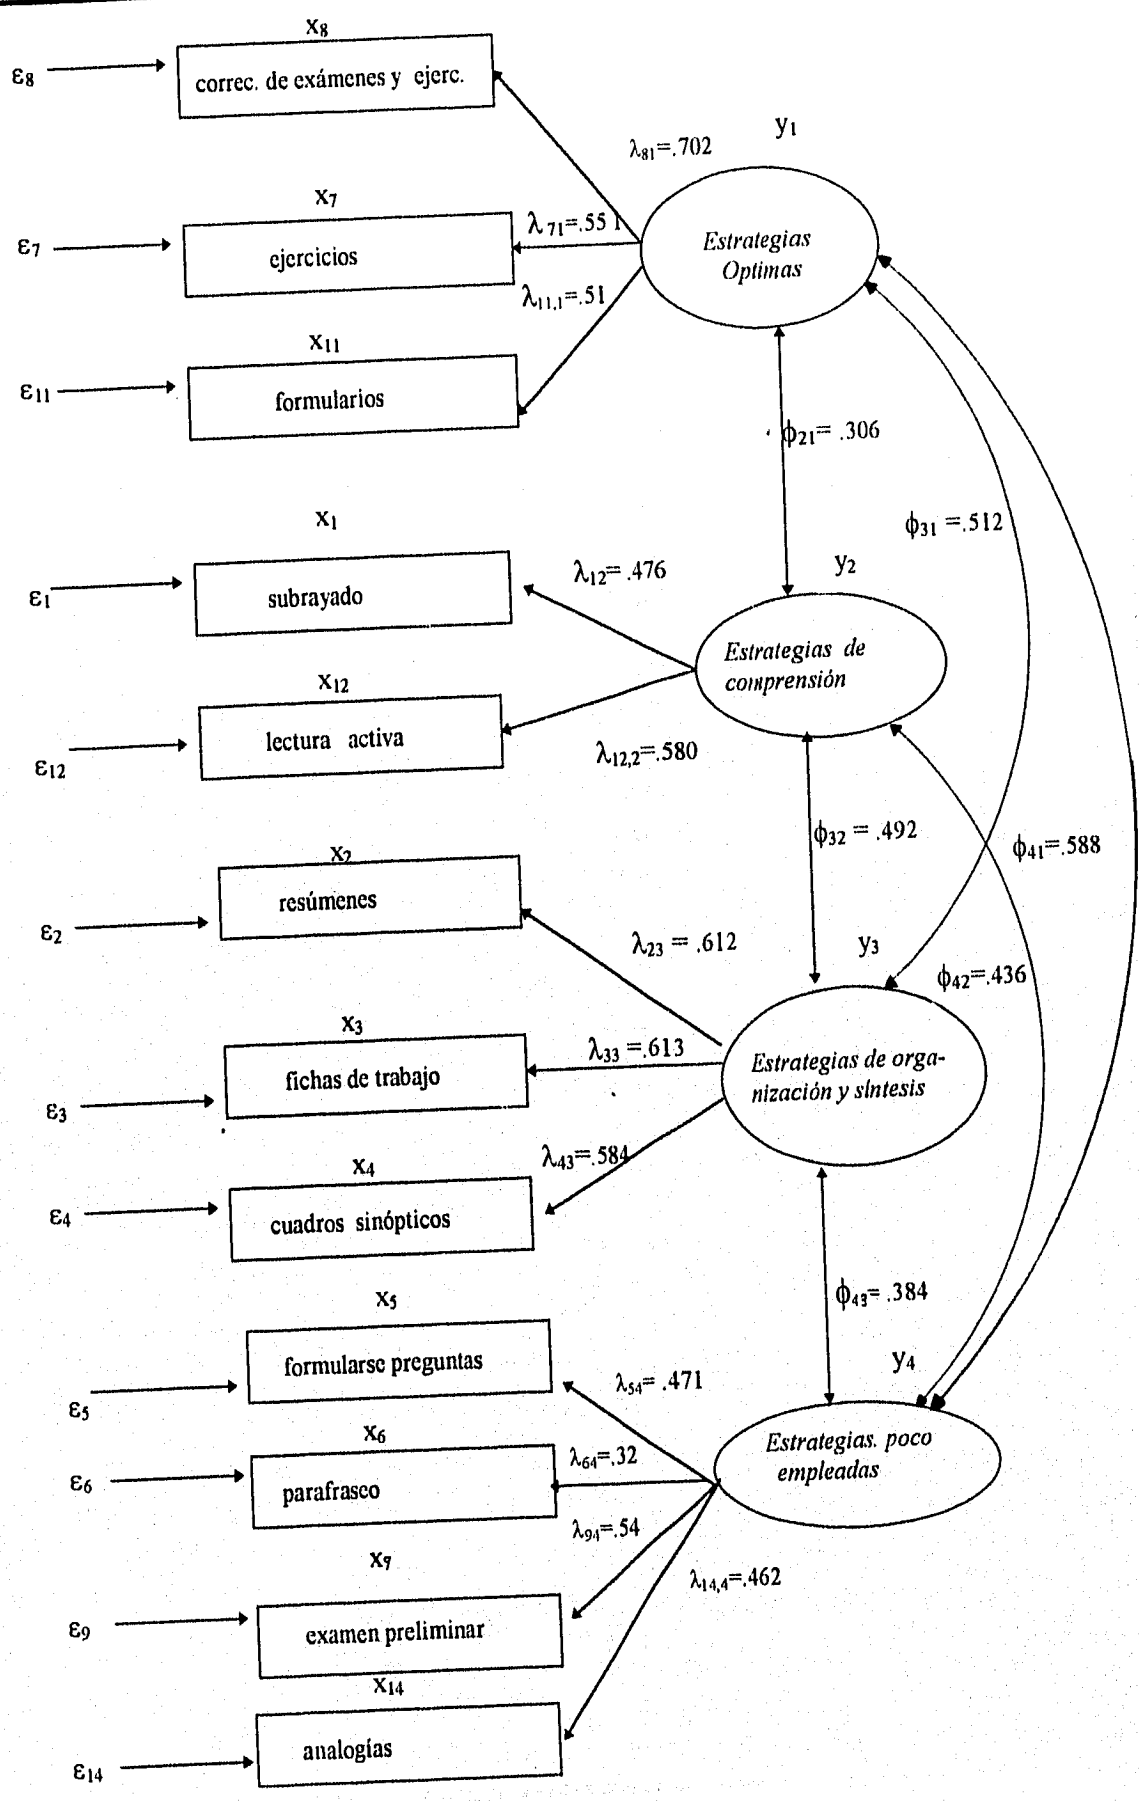 x8
ε8
correc. de exámenes y ejerc.
y1
λ81=.702
x7
ε7
ejercicios
λ71=.551
Estrategias
Optimas
λ11,1=.51
x11
ε11
formularios
ϕ21= .306
x1
ε1
subrayado
λ12= .476
ϕ31 =.512
y2
Estrategias de
comprensión
x12
ε12
lectura activa
λ12,2=.580
ϕ32 = .492
ϕ41=.588
x2
ε2
resúmenes
λ23 = .612
y3
ϕ42=.436
x3
ε3
fichas de trabajo
λ33 =.613
Estrategias de orga-
nización y síntesis
x4
ε4
cuadros sinópticos
λ43=.584
ϕ43= .384
x5
ε5
formularse preguntas
λ54= .471
y4
Estrategias. poco
empleadas
x6
ε6
parafraseo
λ64=.32
λ94=.54
x9
ε9
examen preliminar
λ14,4=.462
x14
ε14
analogías